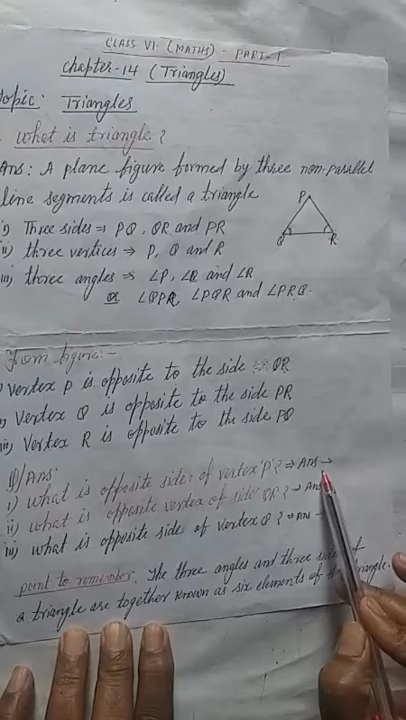 CLASS VI (MATHS) - PART-1
Chapter-14 (Triangles)
Topic: Triangles
What is triangle?
Ans: A plane figure formed by three non-parallel
line segments is called a triangle
i) Three sides ⇒ PQ, QR and PR
ii) three vertices ⇒ P, Q and R
iii) three angles ⇒ ∠P, ∠Q and ∠R
or ∠QPR, ∠PQR and ∠PRQ.
P
Q R
From figure:-
i) vertex P is opposite to the side QR
ii) vertex Q is opposite to the side PR
iii) vertex R is opposite to the side PQ
Ans:
i) what is opposite side of vertex 'P'? ⇒ Ans →
ii) what is opposite vertex of side 'QR'? → Ans
iii) what is opposite side of vertex Q? ⇒ Ans →
point to remember. The three angles and three of
a triangle are together known as six elements of triangle.